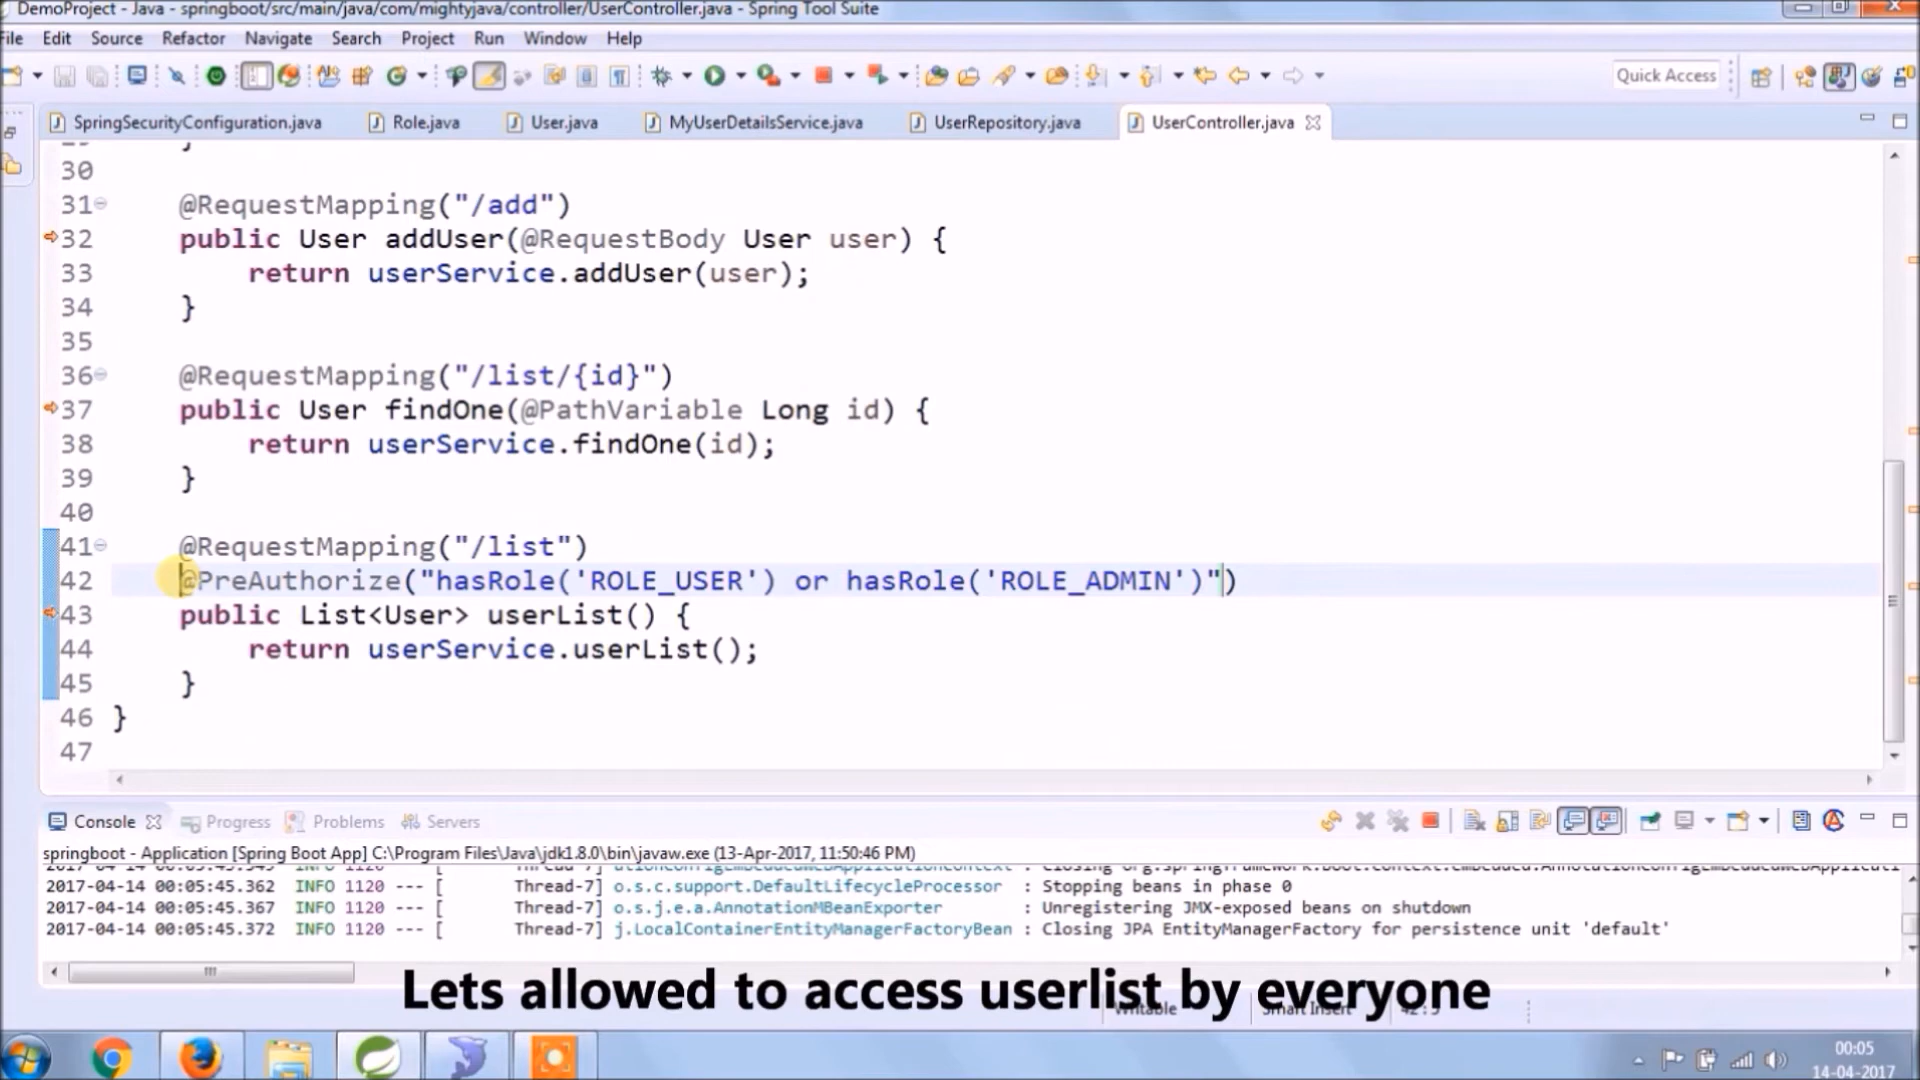 DemoProject - Java - springboot/src/main/java/com/mightyjava/controller/UserController.java - Spring Tool Suite
File Edit Source Refactor Navigate Search Project Run Window Help
Quick Access
SpringSecurityConfiguration.java Role.java User.java MyUserDetailsService.java UserRepository.java UserController.java
30
31 @RequestMapping("/add")
32 public User addUser(@RequestBody User user) {
33 return userService.addUser(user);
34 }
35
36 @RequestMapping("/list/{id}")
37 public User findOne(@PathVariable Long id) {
38 return userService.findOne(id);
39 }
40
41 @RequestMapping("/list")
42 @PreAuthorize("hasRole('ROLE_USER') or hasRole('ROLE_ADMIN')")
43 public List<User> userList() {
44 return userService.userList();
45 }
46 }
47
Console Progress Problems Servers
springboot - Application [Spring Boot App] C:\Program Files\Java\jdk1.8.0\bin\javaw.exe (13-Apr-2017, 11:50:46 PM)
2017-04-14 00:05:45.362 INFO 1120 --- [ Thread-7] o.s.c.support.DefaultLifecycleProcessor : Stopping beans in phase 0
2017-04-14 00:05:45.367 INFO 1120 --- [ Thread-7] o.s.j.e.a.AnnotationMBeanExporter : Unregistering JMX-exposed beans on shutdown
2017-04-14 00:05:45.372 INFO 1120 --- [ Thread-7] j.LocalContainerEntityManagerFactoryBean : Closing JPA EntityManagerFactory for persistence unit 'default'
Lets allowed to access userlist by everyone
Writable Smart Insert
00:05
14-04-2017